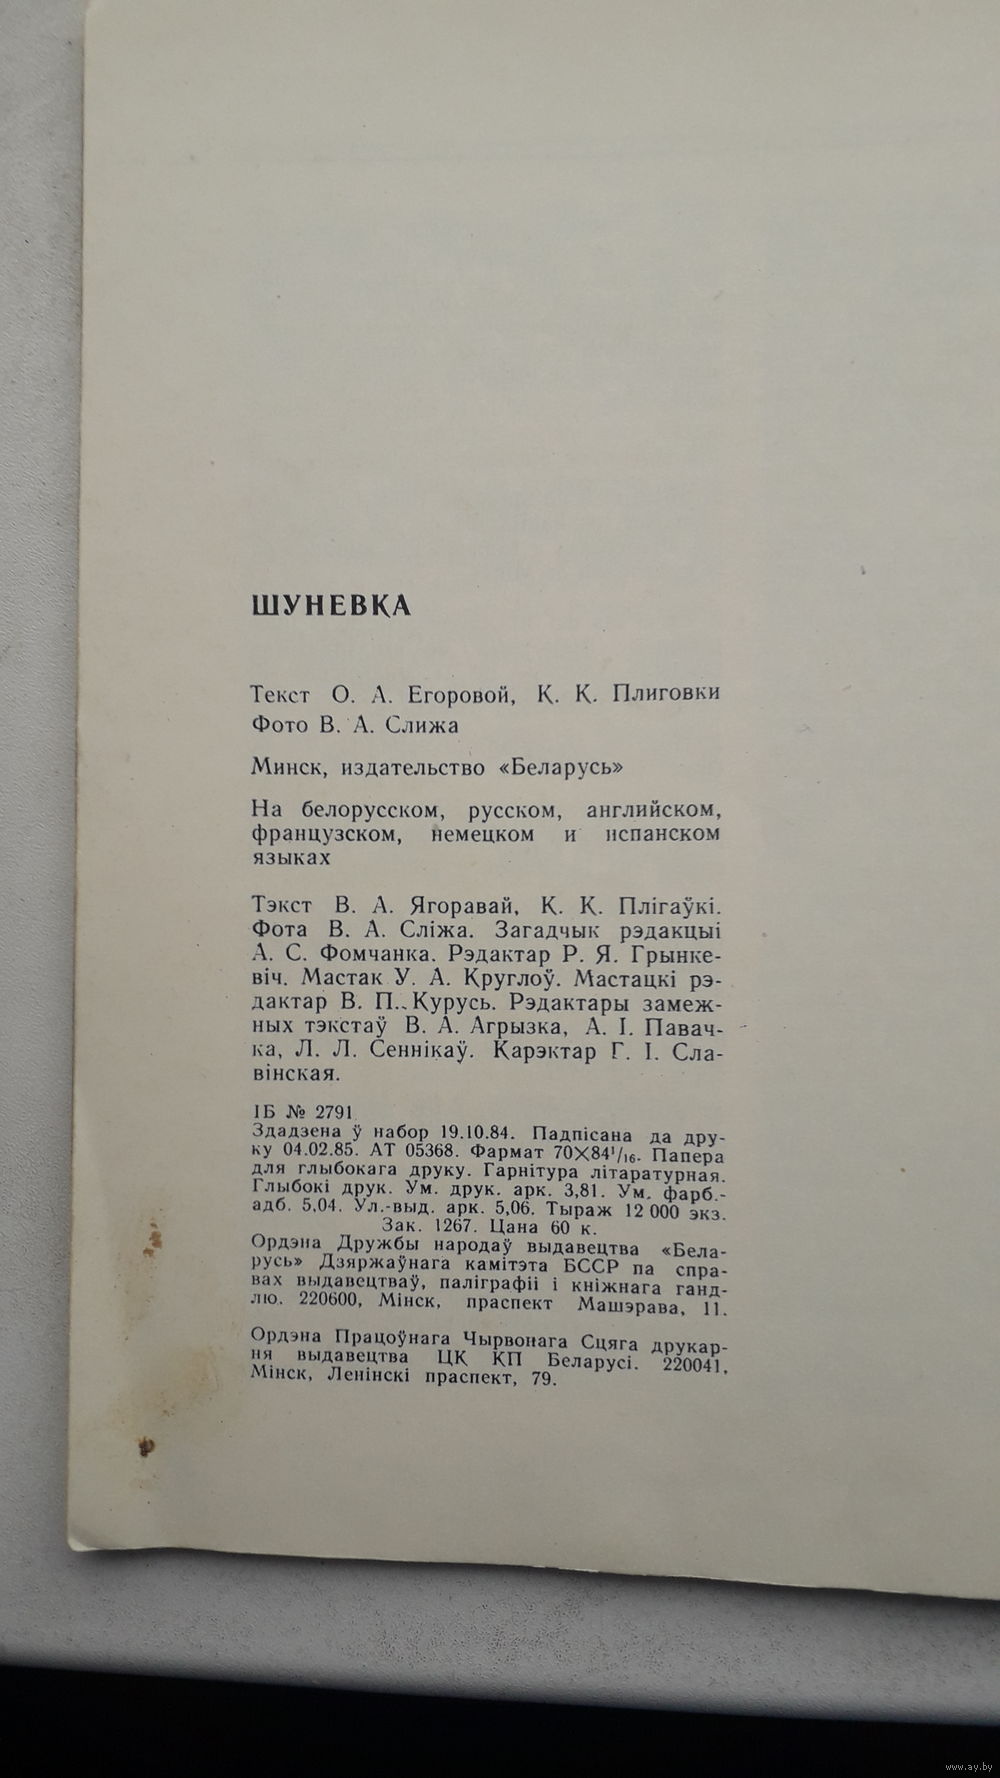 ШУНЕВКА
Текст О. А. Егоровой, К. К. Плиговки
Фото В. А. Слижа
Минск, издательство «Беларусь»
На белорусском, русском, английском,
французском, немецком и испанском
языках
Тэкст В. А. Ягоравай, К. К. Плігаўкі.
Фота В. А. Сліжа. Загадчык рэдакцыі
А. С. Фомчанка. Рэдактар Р. Я. Грынке-
віч. Мастак У. А. Круглоў. Мастацкі рэ-
дактар В. П. Курусь. Рэдактары замеж-
ных тэкстаў В. А. Агрызка, А. І. Павач-
ка, Л. Л. Сеннікаў. Карэктар Г. І. Сла-
вінская.
ІБ № 2791
Здадзена ў набор 19.10.84. Падпісана да дру-
ку 04.02.85. АТ 05368. Фармат 70×84¹/₁₆. Папера
для глыбокага друку. Гарнітура літаратурная.
Глыбокі друк. Ум. друк. арк. 3,81. Ум. фарб.-
адб. 5,04. Ул.-выд. арк. 5,06. Тыраж 12 000 экз.
Зак. 1267. Цана 60 к.
Ордэна Дружбы народаў выдавецтва «Бела-
русь» Дзяржаўнага камітэта БССР па спра-
вах выдавецтваў, паліграфіі і кніжнага ганд-
лю. 220600, Мінск, праспект Машэрава, 11.
Ордэна Працоўнага Чырвонага Сцяга друкар-
ня выдавецтва ЦК КП Беларусі. 220041,
Мінск, Ленінскі праспект, 79.
www.ay.by